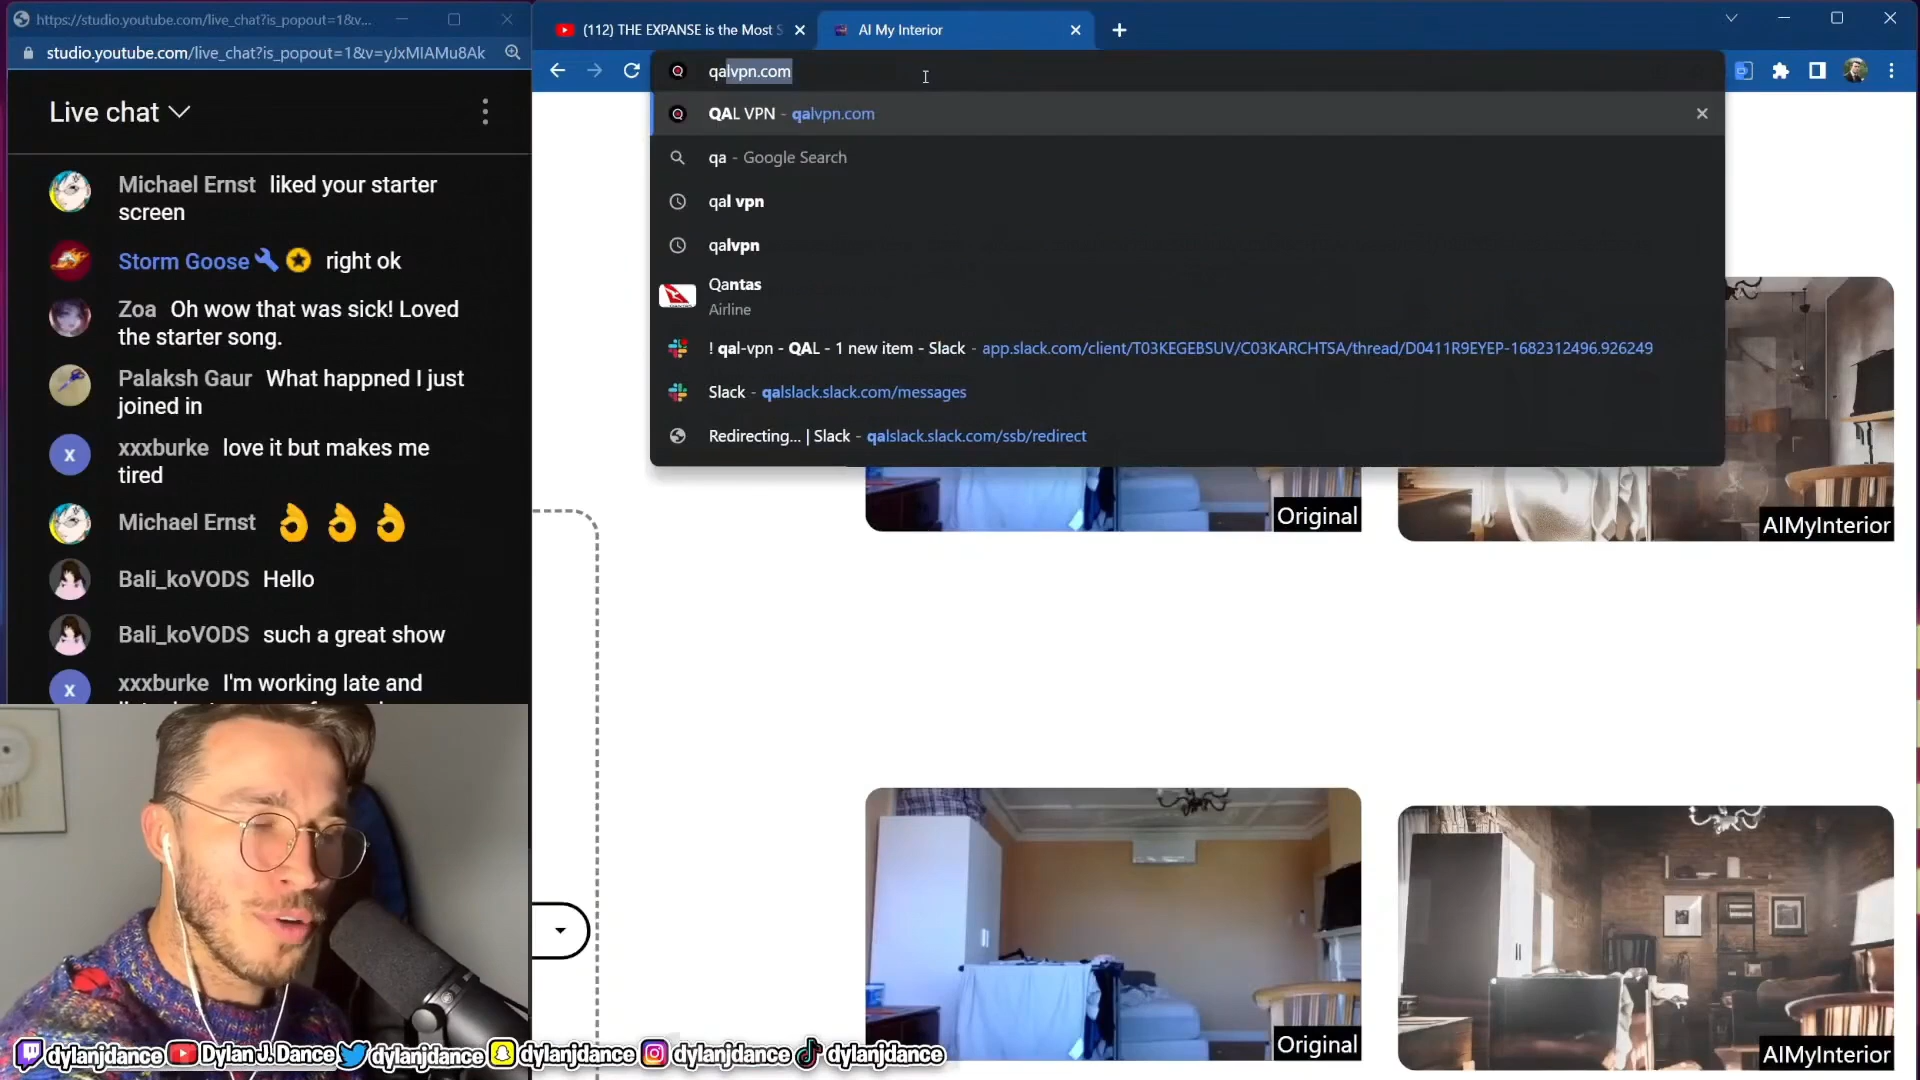 https://studio.youtube.com/live_chat?is_popout=1&v...
studio.youtube.com/live_chat?is_popout=1&v=yJxMIAMu8Ak
Live chat
Michael Ernst liked your starter
screen
Storm Goose right ok
Zoa Oh wow that was sick! Loved
the starter song.
Palaksh Gaur What happned I just
joined in
xxxburke love it but makes me
tired
Michael Ernst 👌👌👌
Bali_koVODS Hello
Bali_koVODS such a great show
xxxburke I'm working late and
(112) THE EXPANSE is the Most S
AI My Interior
qalvpn.com
QAL VPN - qalvpn.com
qa - Google Search
qal vpn
qalvpn
Qantas
Airline
! qal-vpn - QAL - 1 new item - Slack - app.slack.com/client/T03KEGEBSUV/C03KARCHTSA/thread/D0411R9EYEP-1682312496.926249
Slack - qalslack.slack.com/messages
Redirecting... | Slack - qalslack.slack.com/ssb/redirect
Original
AIMyInterior
Original
AIMyInterior
dylanjdance Dylan J. Dance dylanjdance dylanjdance dylanjdance dylanjdance